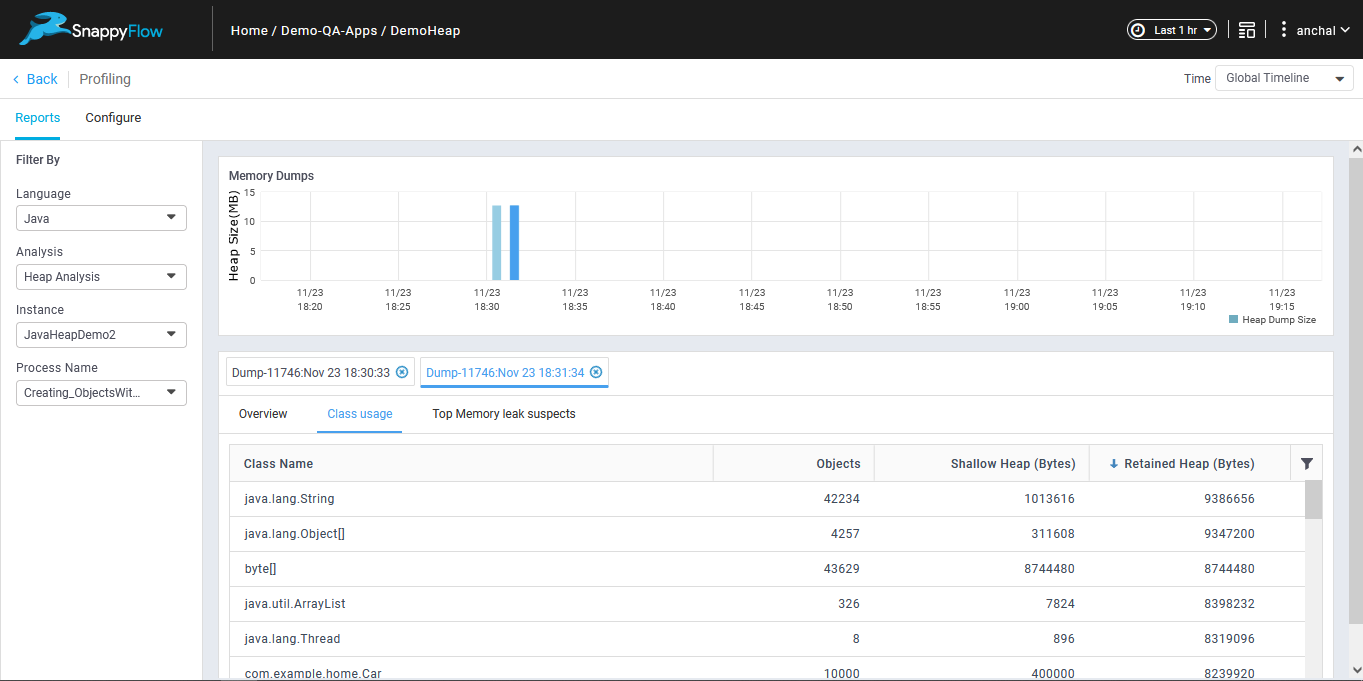 SnappyFlow
Home / Demo-QA-Apps / DemoHeap
Last 1 hr
anchal
Back
Profiling
Time
Global Timeline
Reports
Configure
Filter By
Language
Java
Analysis
Heap Analysis
Instance
JavaHeapDemo2
Process Name
Creating_ObjectsWit...
Memory Dumps
Heap Size(MB)
15
10
5
0
11/23 11/23 11/23 11/23 11/23 11/23 11/23 11/23 11/23 11/23 11/23 11/23
18:20 18:25 18:30 18:35 18:40 18:45 18:50 18:55 19:00 19:05 19:10 19:15
Heap Dump Size
Dump-11746:Nov 23 18:30:33
Dump-11746:Nov 23 18:31:34
Overview
Class usage
Top Memory leak suspects
Class Name Objects Shallow Heap (Bytes) Retained Heap (Bytes)
java.lang.String 42234 1013616 9386656
java.lang.Object[] 4257 311608 9347200
byte[] 43629 8744480 8744480
java.util.ArrayList 326 7824 8398232
java.lang.Thread 8 896 8319096
com.example.home.Car 10000 400000 8239920